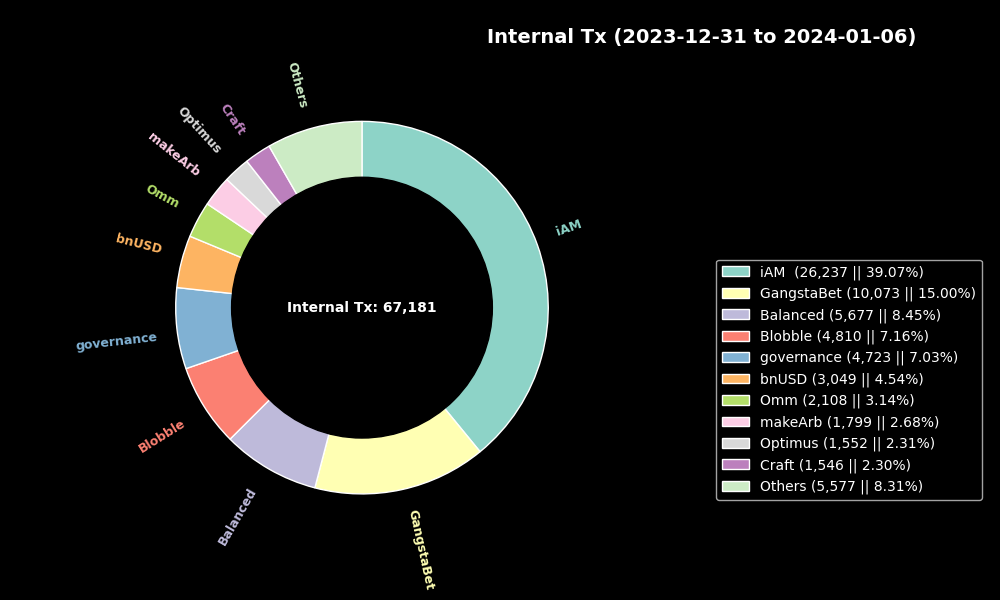 Internal Tx (2023-12-31 to 2024-01-06)
Others
Craft
Optimus
makeArb
Omm
iAM
bnUSD
iAM  (26,237 || 39.07%)
GangstaBet (10,073 || 15.00%)
Internal Tx: 67,181
Balanced (5,677 || 8.45%)
Blobble (4,810 || 7.16%)
governance
governance (4,723 || 7.03%)
bnUSD (3,049 || 4.54%)
Omm (2,108 || 3.14%)
makeArb (1,799 || 2.68%)
Blobble
Optimus (1,552 || 2.31%)
Craft (1,546 || 2.30%)
Others (5,577 || 8.31%)
Balanced
GangstaBet